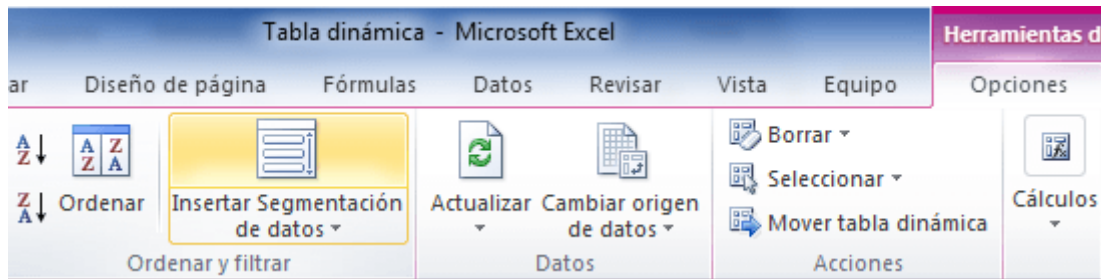 Tabla dinámica - Microsoft Excel
Herramientas d
ar Diseño de página Fórmulas Datos Revisar Vista Equipo Opciones
A Z
Z A
A Z
Z A
Ordenar
Insertar Segmentación
de datos
Ordenar y filtrar
Actualizar
Cambiar origen
de datos
Datos
Borrar
Seleccionar
Mover tabla dinámica
Acciones
Cálculos